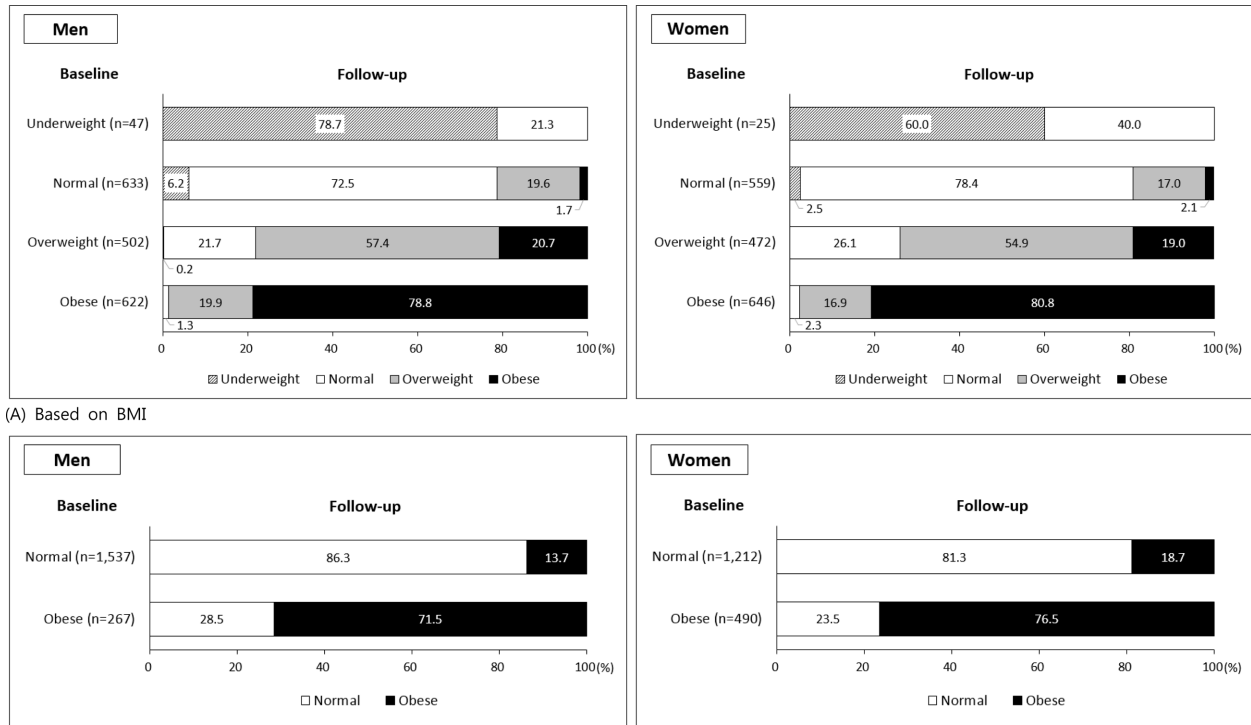 Men
Baseline Follow-up
Underweight (n=47) 78.7 21.3
Normal (n=633) 6.2 72.5 19.6
1.7
Overweight (n=502) 21.7 57.4 20.7
0.2
Obese (n=622) 19.9 78.8
1.3
0 20 40 60 80 100(%)
Underweight Normal Overweight Obese
Women
Baseline Follow-up
Underweight (n=25) 60.0 40.0
Normal (n=559) 78.4 17.0
2.5 2.1
Overweight (n=472) 26.1 54.9 19.0
Obese (n=646) 16.9 80.8
2.3
0 20 40 60 80 100(%)
Underweight Normal Overweight Obese
(A) Based on BMI
Men
Baseline Follow-up
Normal (n=1,537) 86.3 13.7
Obese (n=267) 28.5 71.5
0 20 40 60 80 100(%)
Normal Obese
Women
Baseline Follow-up
Normal (n=1,212) 81.3 18.7
Obese (n=490) 23.5 76.5
0 20 40 60 80 100(%)
Normal Obese